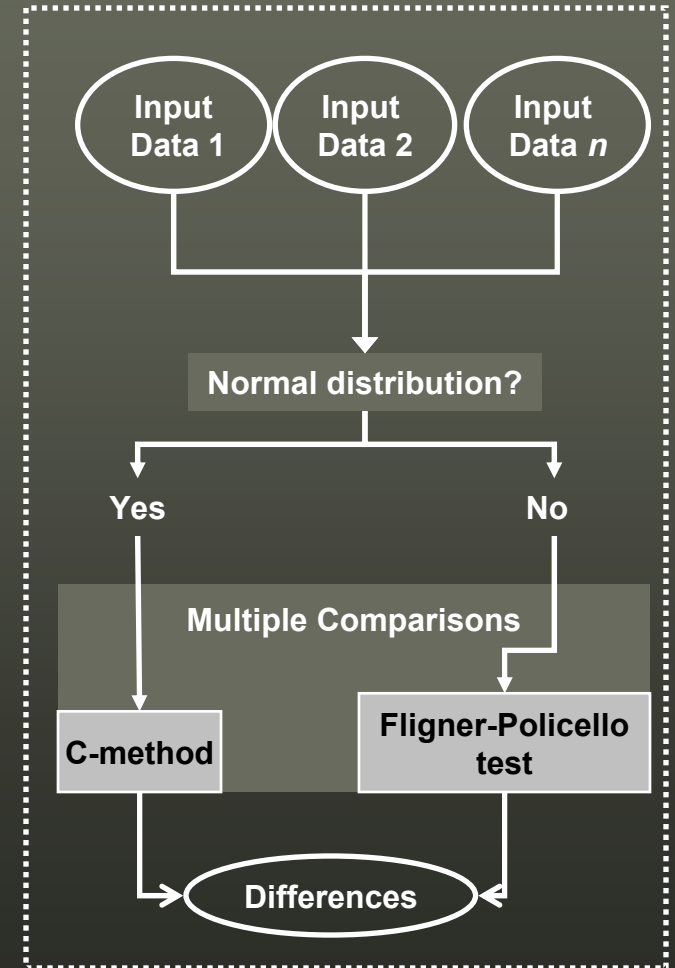 Input
Data 1
Input
Data 2
Input
Data n
Normal distribution?
Yes
No
Multiple Comparisons
C-method
Fligner-Policello
test
Differences